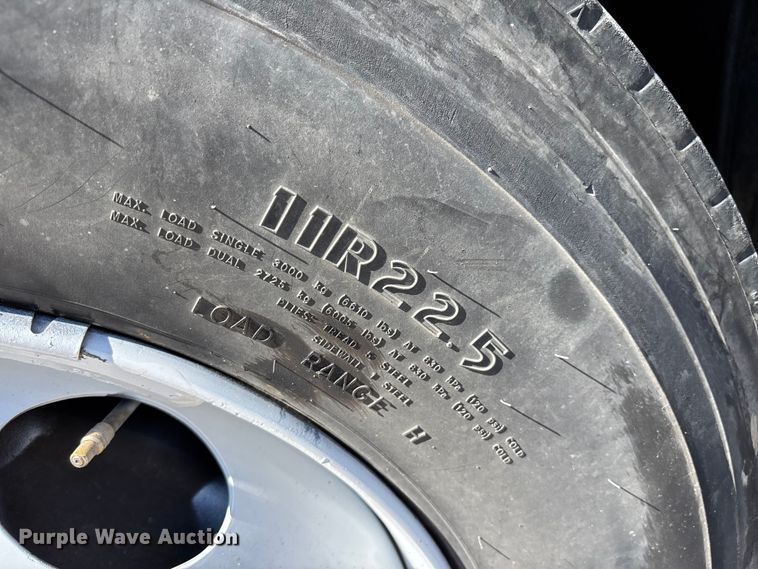 11R22.5
MAX. LOAD SINGLE 3000 KG (6610 lbs) AT 830 kPa (120 PSI) COLD
MAX. LOAD DUAL 2725 KG (6005 lbs) AT 830 kPa (120 PSI) COLD
PLIES: TREAD 5 STEEL
SIDEWALL 1 STEEL
LOAD RANGE H
Purple Wave Auction